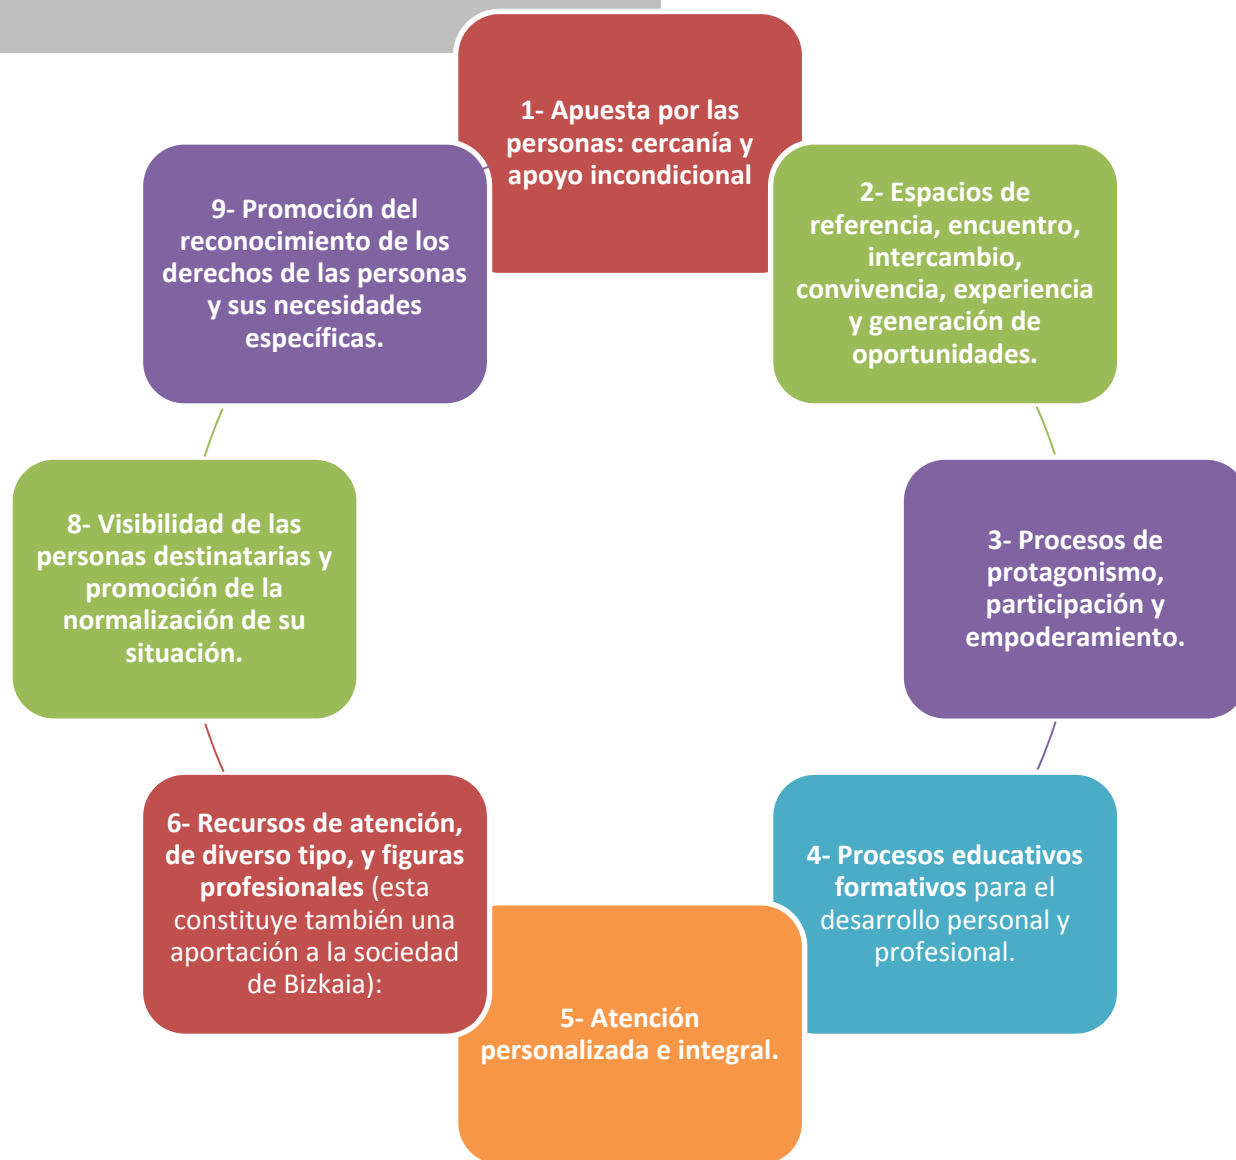 1- Apuesta por las
personas: cercanía y
apoyo incondicional
2- Espacios de
referencia, encuentro,
intercambio,
convivencia, experiencia
y generación de
oportunidades.
3- Procesos de
protagonismo,
participación y
empoderamiento.
4- Procesos educativos
formativos para el
desarrollo personal y
profesional.
5- Atención
personalizada e integral.
6- Recursos de atención,
de diverso tipo, y figuras
profesionales (esta
constituye también una
aportación a la sociedad
de Bizkaia):
8- Visibilidad de las
personas destinatarias y
promoción de la
normalización de su
situación.
9- Promoción del
reconocimiento de los
derechos de las personas
y sus necesidades
específicas.